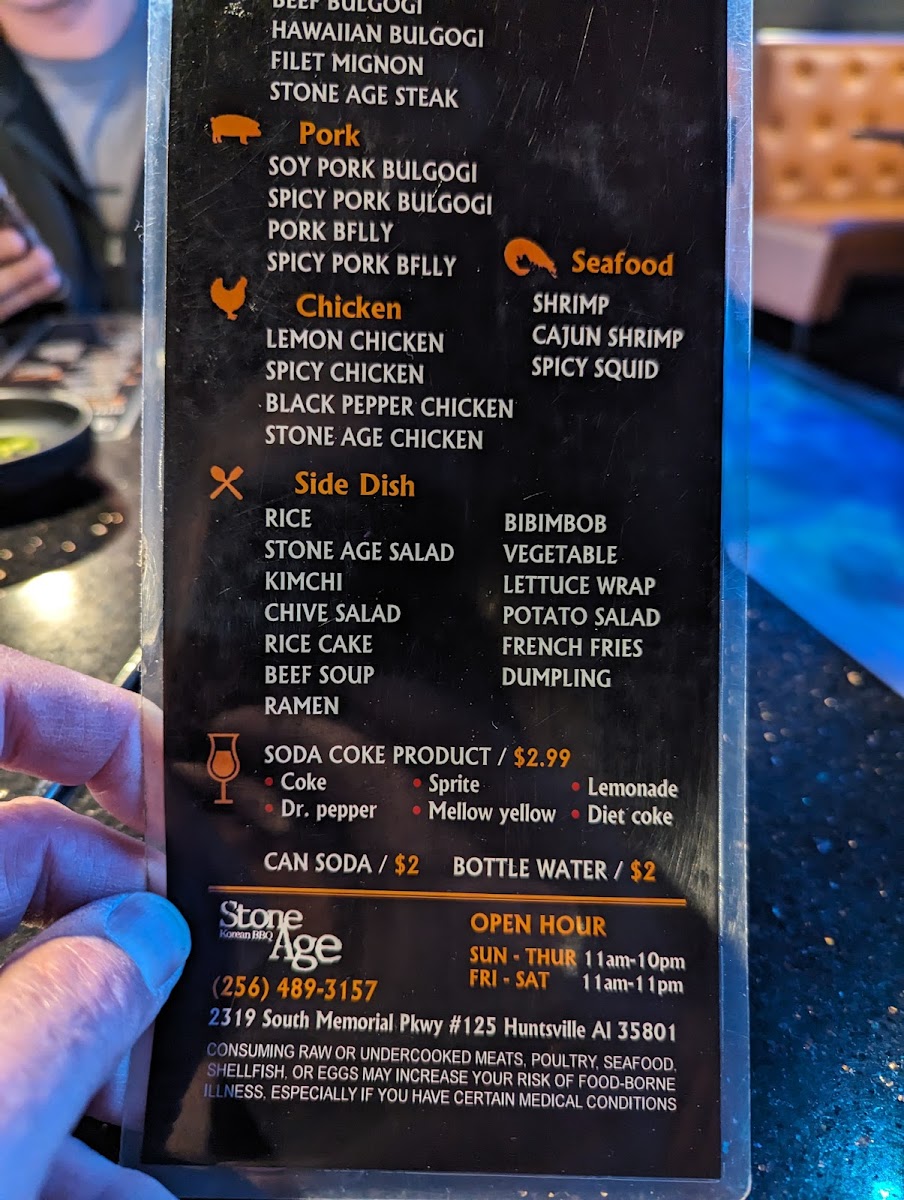 BEEF BULGOGI
HAWAIIAN BULGOGI
FILET MIGNON
STONE AGE STEAK
Pork
SOY PORK BULGOGI
SPICY PORK BULGOGI
PORK BFLLY
SPICY PORK BFLLY
Seafood
SHRIMP
CAJUN SHRIMP
SPICY SQUID
Chicken
LEMON CHICKEN
SPICY CHICKEN
BLACK PEPPER CHICKEN
STONE AGE CHICKEN
Side Dish
RICE
STONE AGE SALAD
KIMCHI
CHIVE SALAD
RICE CAKE
BEEF SOUP
RAMEN
BIBIMBOB
VEGETABLE
LETTUCE WRAP
POTATO SALAD
FRENCH FRIES
DUMPLING
SODA COKE PRODUCT / $2.99
• Coke • Sprite • Lemonade
• Dr. pepper • Mellow yellow • Diet coke
CAN SODA / $2 BOTTLE WATER / $2
Stone
Korean BBQ Age
(256) 489-3157
OPEN HOUR
SUN - THUR 11am-10pm
FRI - SAT 11am-11pm
2319 South Memorial Pkwy #125 Huntsville Al 35801
CONSUMING RAW OR UNDERCOOKED MEATS, POULTRY, SEAFOOD,
SHELLFISH, OR EGGS MAY INCREASE YOUR RISK OF FOOD-BORNE
ILLNESS, ESPECIALLY IF YOU HAVE CERTAIN MEDICAL CONDITIONS